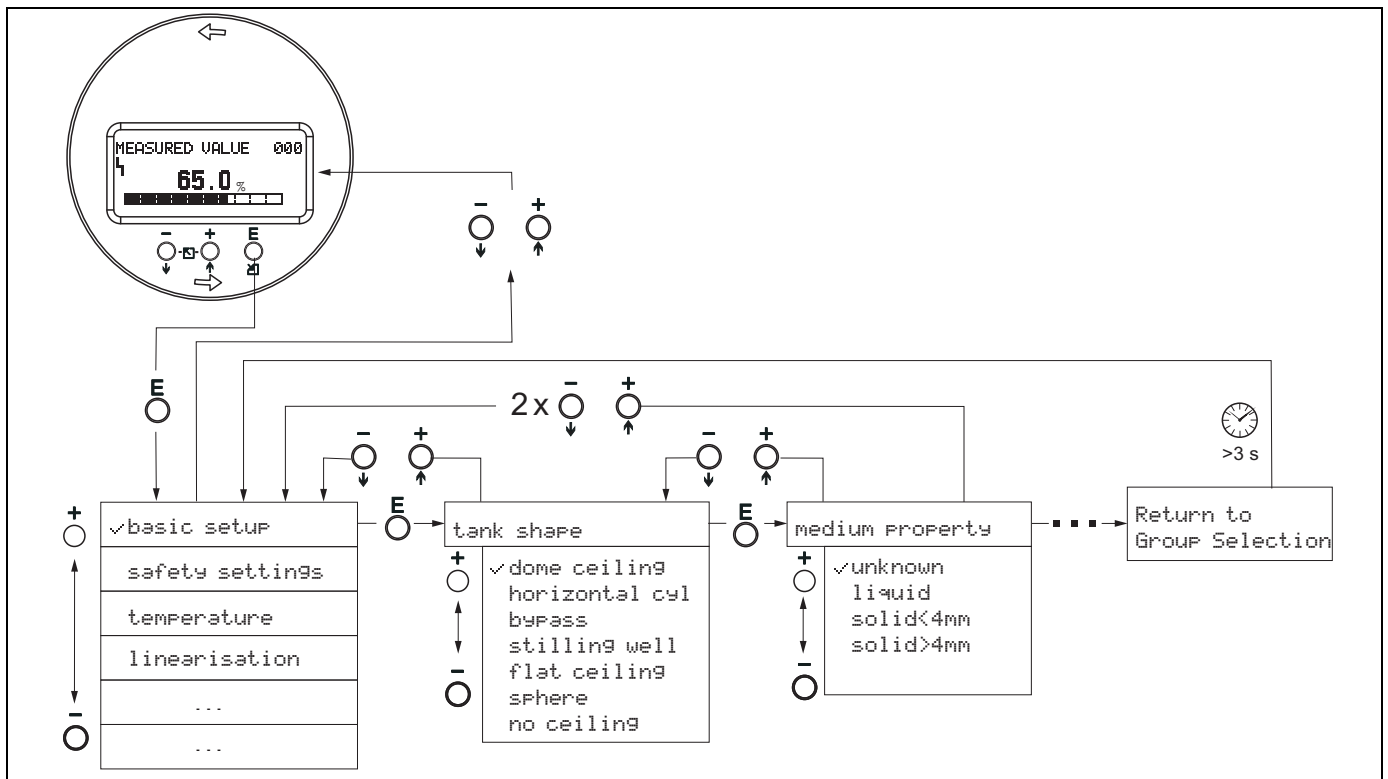 MEASURED VALUE 000
65.0 %
- + E
- +
E
2x - +
- +
- +
>3 s
+
✓basic setup
safety settings
temperature
linearisation
...
...
-
E
tank shape
+
-
✓dome ceiling
horizontal cyl
bypass
stilling well
flat ceiling
sphere
no ceiling
E
medium property
+
-
✓unknown
liquid
solid<4mm
solid>4mm
Return to
Group Selection